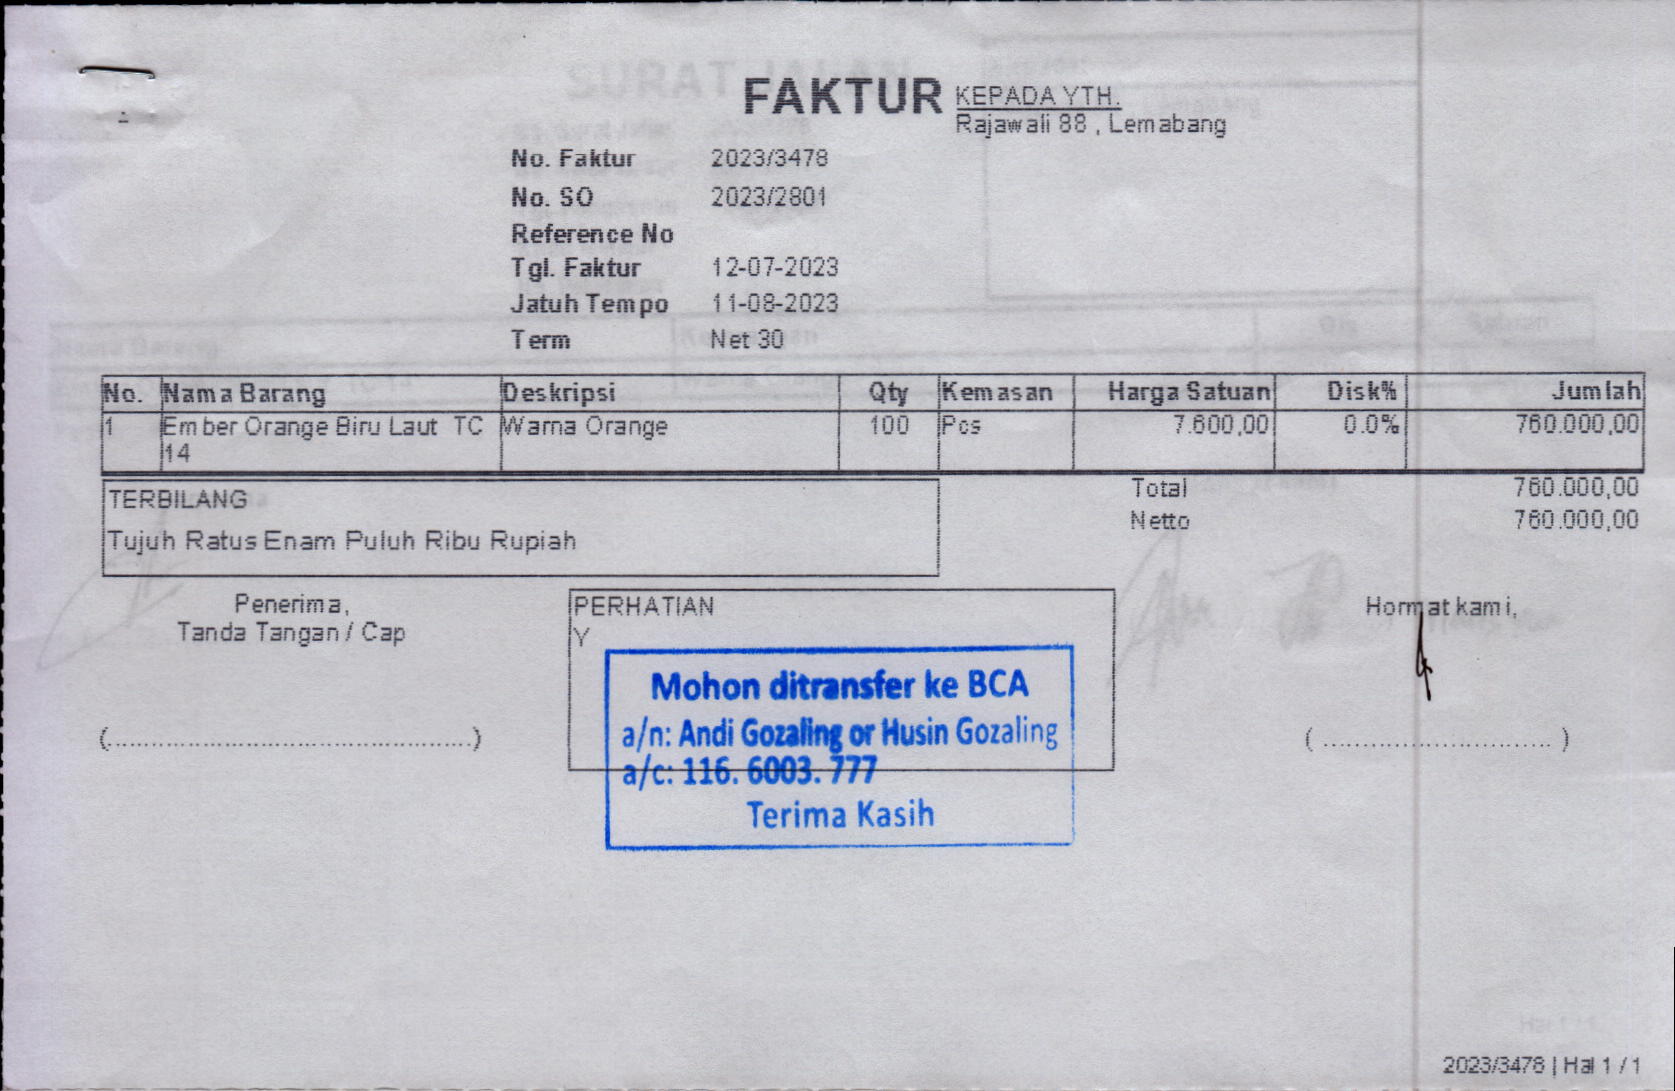 FAKTUR
KEPADA YTH.
Rajawali 88 , Lemabang
No. Faktur 2023/3478
No. SO 2023/2801
Reference No
Tgl. Faktur 12-07-2023
Jatuh Tempo 11-08-2023
Term Net 30
No. Nama Barang Deskripsi Qty Kemasan Harga Satuan Disk% Jumlah
1 Ember Orange Biru Laut TC Warna Orange 100 Pcs 7.600,00 0.0% 760.000,00
14
TERBILANG
Tujuh Ratus Enam Puluh Ribu Rupiah
Total 760.000,00
Netto 760.000,00
Penerima,
Tanda Tangan / Cap
(............................................)
PERHATIAN
Y
Mohon ditransfer ke BCA
a/n: Andi Gozaling or Husin Gozaling
a/c: 116. 6003. 777
Terima Kasih
Hormat kami,
( ............................ )
2023/3478 | Hal 1 / 1